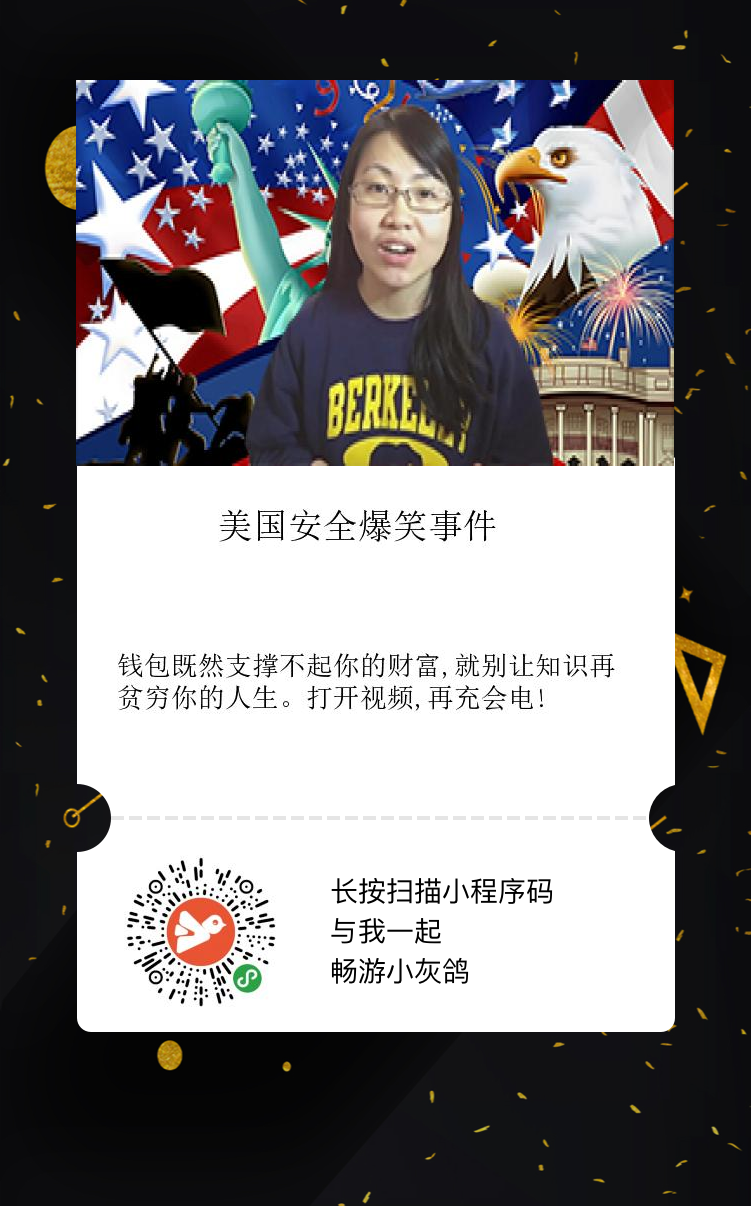 BERKELEY
美国安全爆笑事件
钱包既然支撑不起你的财富,就别让知识再
贫穷你的人生。打开视频,再充会电!
长按扫描小程序码
与我一起
畅游小灰鸽